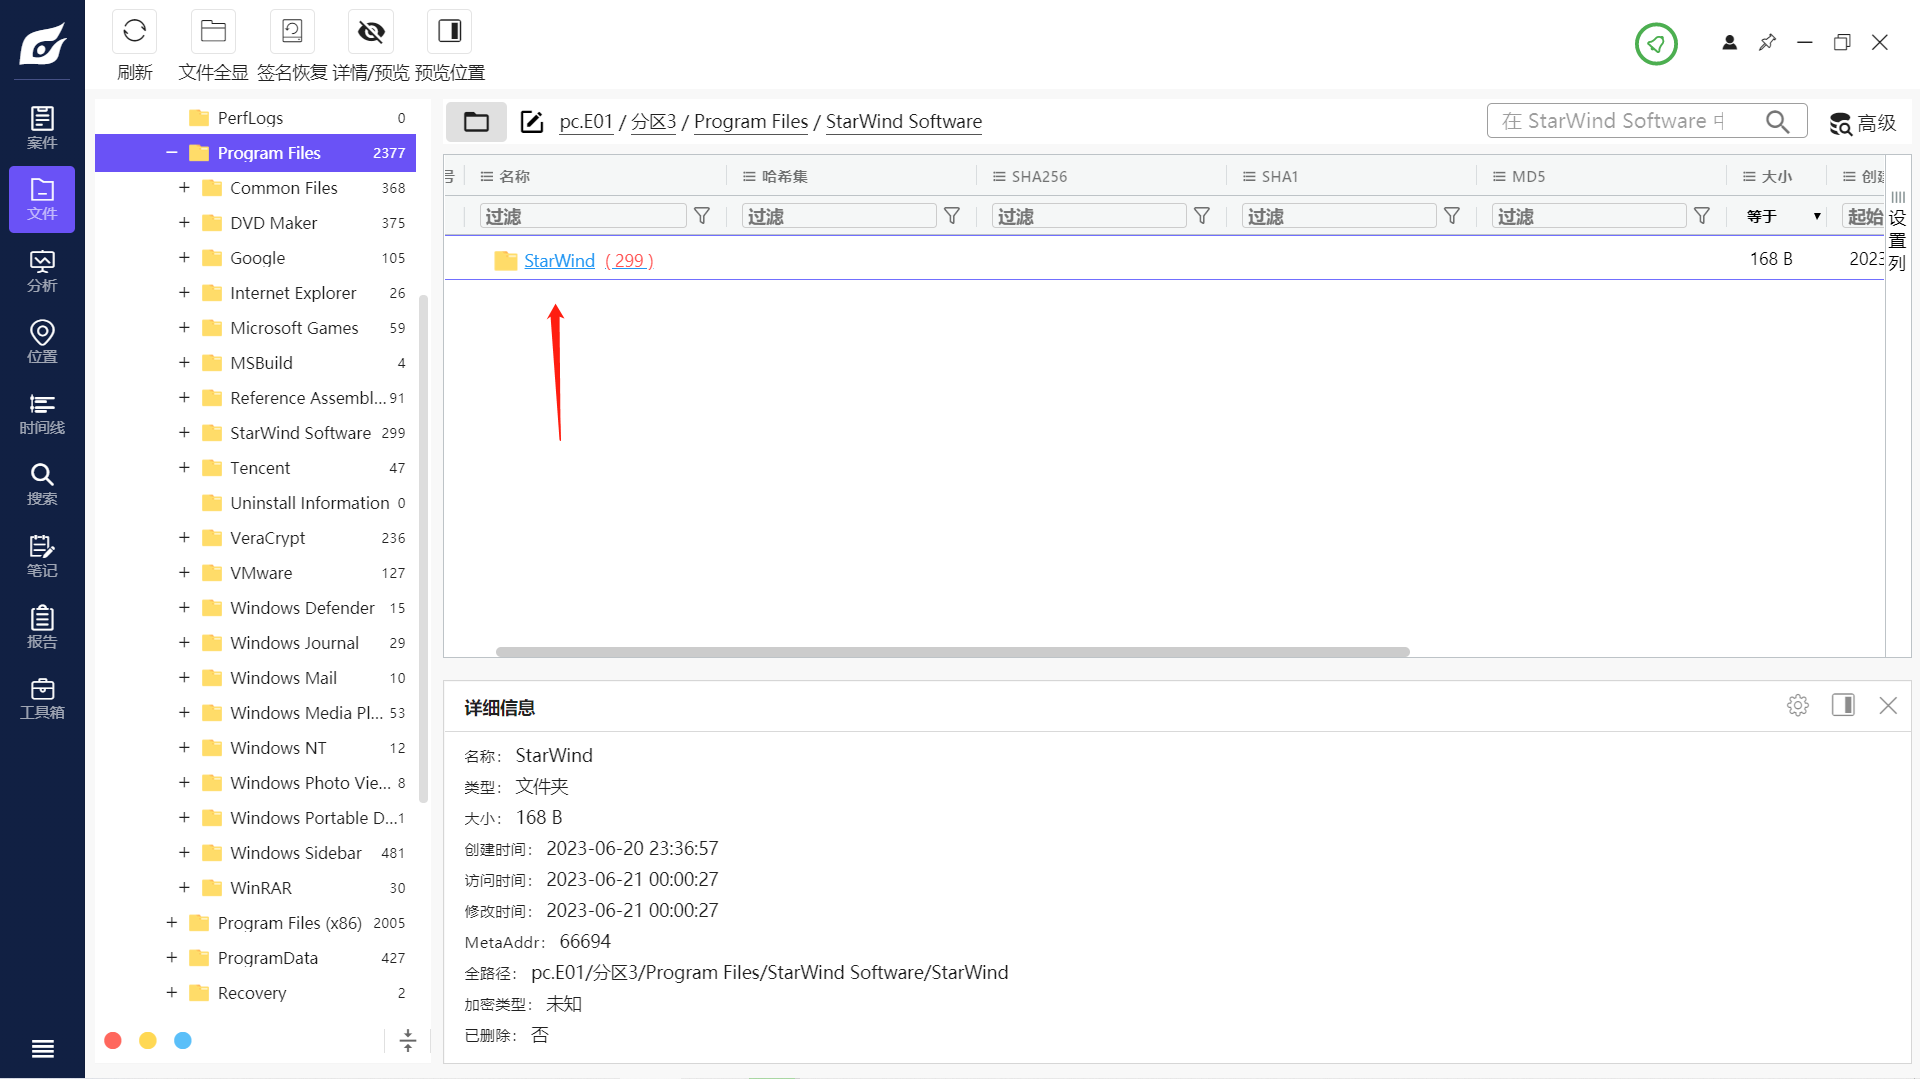 刷新
文件全显
签名恢复
详情/预览
预览位置
案件
文件
分析
位置
时间线
搜索
笔记
报告
工具箱
PerfLogs 0
Program Files 2377
Common Files 368
DVD Maker 375
Google 105
Internet Explorer 26
Microsoft Games 59
MSBuild 4
Reference Assembl... 91
StarWind Software 299
Tencent 47
Uninstall Information 0
VeraCrypt 236
VMware 127
Windows Defender 15
Windows Journal 29
Windows Mail 10
Windows Media Pl... 53
Windows NT 12
Windows Photo Vie... 8
Windows Portable D... 1
Windows Sidebar 481
WinRAR 30
Program Files (x86) 2005
ProgramData 427
Recovery 2
pc.E01 / 分区3 / Program Files / StarWind Software
在 StarWind Software 中
高级
号 名称 哈希集 SHA256 SHA1 MD5 大小 创建
过滤 过滤 过滤 过滤 过滤 等于 起始
StarWind ( 299 ) 168 B 2023
设置列
详细信息
名称: StarWind
类型: 文件夹
大小: 168 B
创建时间: 2023-06-20 23:36:57
访问时间: 2023-06-21 00:00:27
修改时间: 2023-06-21 00:00:27
MetaAddr: 66694
全路径: pc.E01/分区3/Program Files/StarWind Software/StarWind
加密类型: 未知
已删除: 否